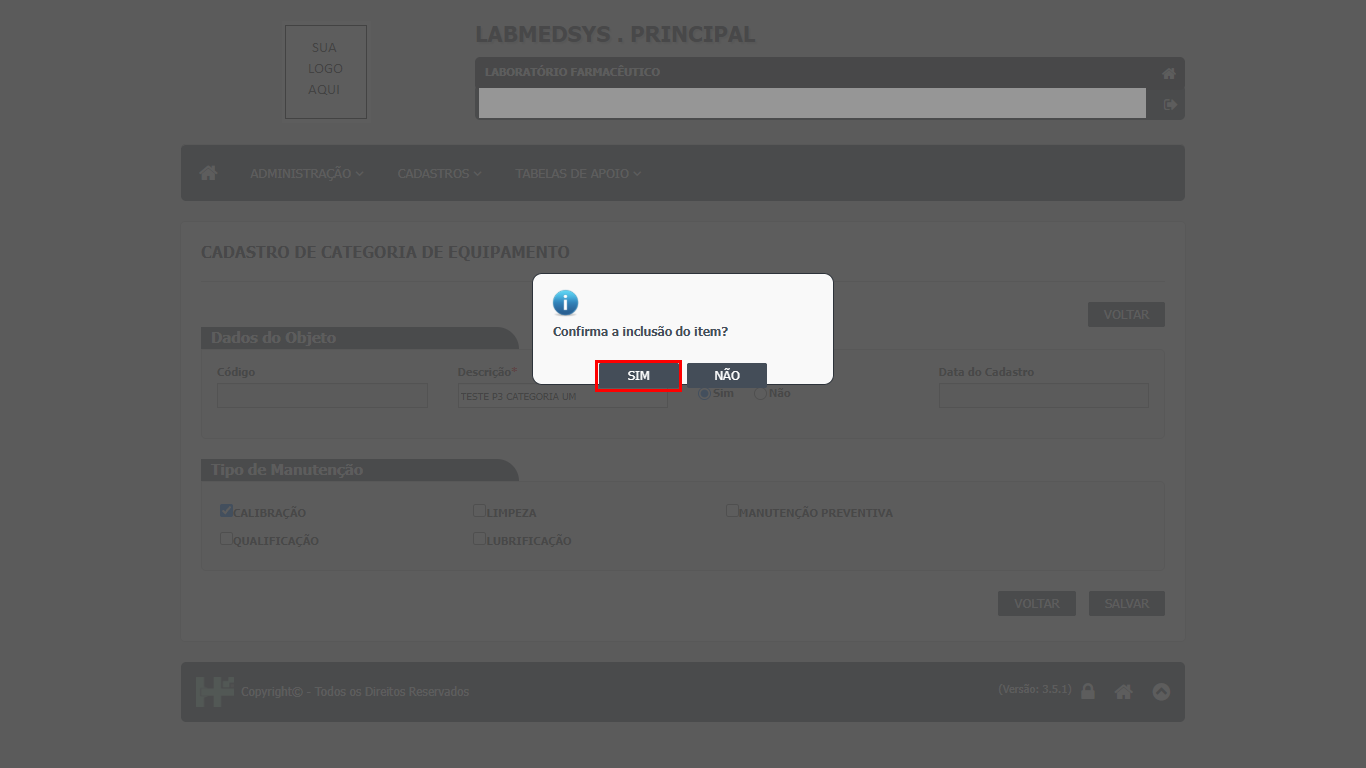 SUA
LOGO
AQUI
LABMEDSYS . PRINCIPAL
LABORATÓRIO FARMACÊUTICO
ADMINISTRAÇÃO
CADASTROS
TABELAS DE APOIO
CADASTRO DE CATEGORIA DE EQUIPAMENTO
Confirma a inclusão do item?
SIM
NÃO
VOLTAR
Dados do Objeto
Código
Descrição*
TESTE P3 CATEGORIA UM
Sim
Não
Data do Cadastro
Tipo de Manutenção
CALIBRAÇÃO
LIMPEZA
MANUTENÇÃO PREVENTIVA
QUALIFICAÇÃO
LUBRIFICAÇÃO
VOLTAR
SALVAR
Copyright© - Todos os Direitos Reservados
(Versão: 3.5.1)